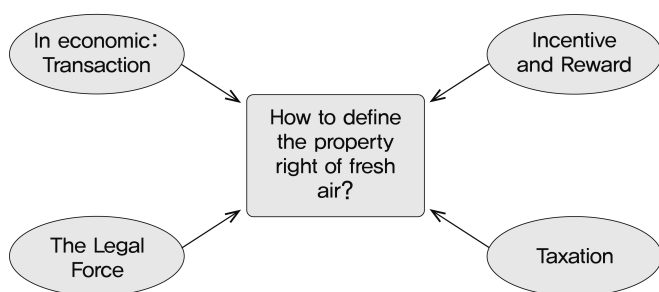 In economic:
Transaction
Incentive
and Reward
How to define
the property
right of fresh
air?
The Legal
Force
Taxation